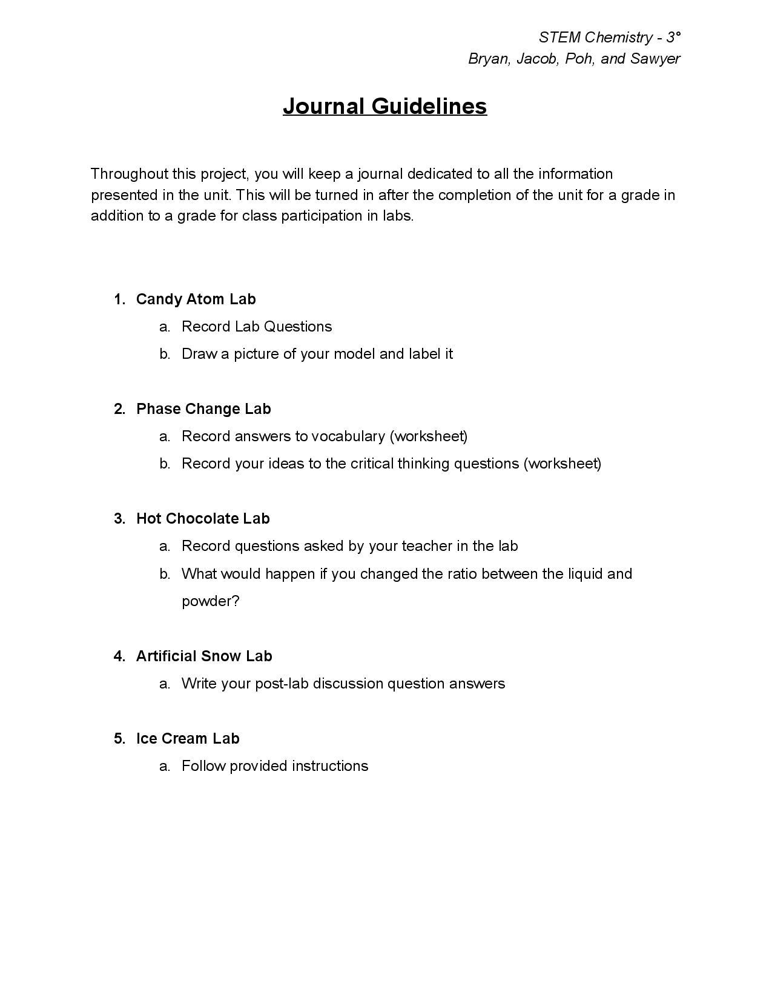 STEM Chemistry - 3°
Bryan, Jacob, Poh, and Sawyer
Journal Guidelines
Throughout this project, you will keep a journal dedicated to all the information
presented in the unit. This will be turned in after the completion of the unit for a grade in
addition to a grade for class participation in labs.
1. Candy Atom Lab
a. Record Lab Questions
b. Draw a picture of your model and label it
2. Phase Change Lab
a. Record answers to vocabulary (worksheet)
b. Record your ideas to the critical thinking questions (worksheet)
3. Hot Chocolate Lab
a. Record questions asked by your teacher in the lab
b. What would happen if you changed the ratio between the liquid and
powder?
4. Artificial Snow Lab
a. Write your post-lab discussion question answers
5. Ice Cream Lab
a. Follow provided instructions